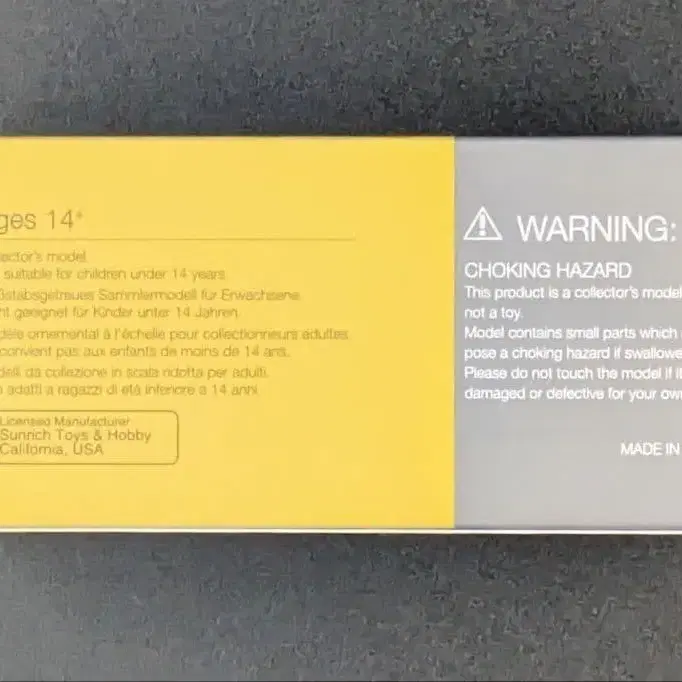 ges 14+
lector's model.
suitable for children under 14 years.
ßstabsgetreues Sammlermodell für Erwachsene.
ht geeignet für Kinder unter 14 Jahren.
dèle ornemental à l'échelle pour collectionneurs adultes.
convient pas aux enfants de moins de 14 ans.
delli da collezione in scala ridotta per adulti.
adatti a ragazzi di età inferiore a 14 anni
Licensed Manufacturer
Sunrich Toys & Hobby
California, USA
WARNING:
CHOKING HAZARD
This product is a collector's model
not a toy.
Model contains small parts which
pose a choking hazard if swallowe
Please do not touch the model if it
damaged or defective for your own
MADE IN